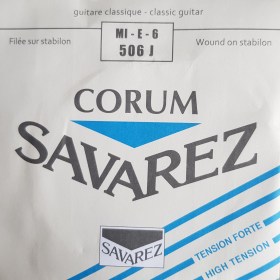 guitare classique - classic guitar
Filée sur stabilon
MI - E - 6
506 J
Wound on stabilon
CORUM
SAVAREZ
SAVAREZ
TENSION FORTE
HIGH TENSION